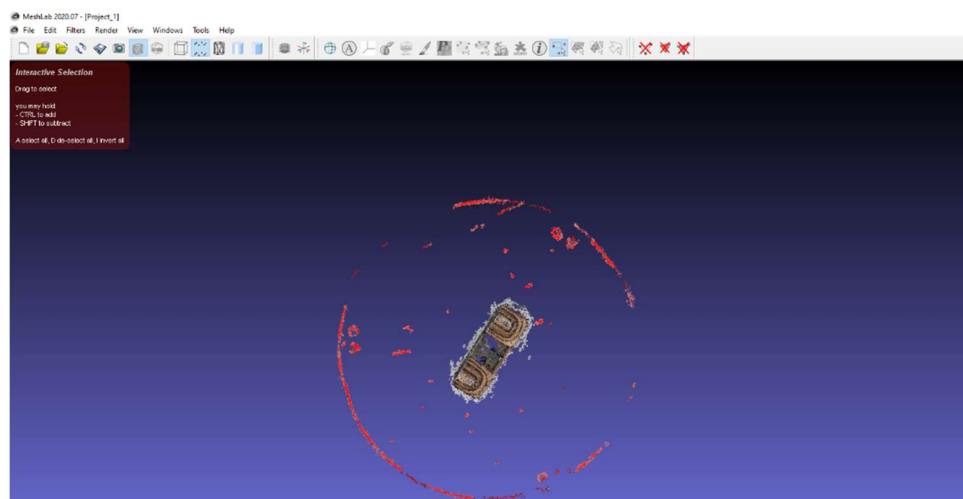 MeshLab 2020.07 - [Project_1]
File Edit Filters Render View Windows Tools Help
Interactive Selection
Drag to select
you may hold
- CTRL to add
- SHIFT to subtract
A select all, D de-select all, I invert all